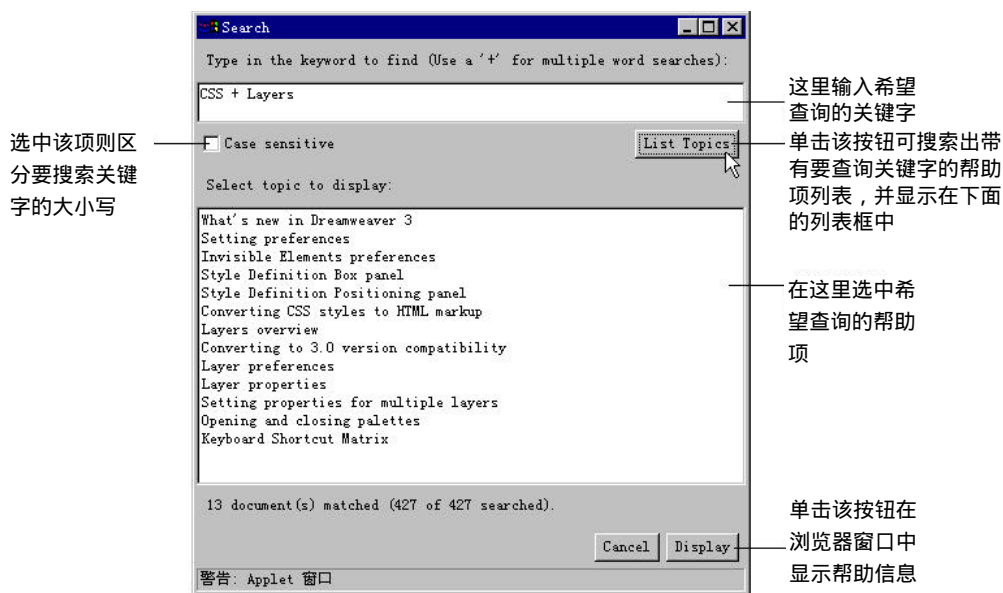 Search
Type in the keyword to find (Use a '+' for multiple word searches):
CSS + Layers
这里输入希望
查询的关键字
选中该项则区
分要搜索关键
字的大小写
Case sensitive
List Topics
单击该按钮可搜索出带
有要查询关键字的帮助
项列表，并显示在下面
的列表框中
Select topic to display:
What's new in Dreamweaver 3
Setting preferences
Invisible Elements preferences
Style Definition Box panel
Style Definition Positioning panel
Converting CSS styles to HTML markup
Layers overview
Converting to 3.0 version compatibility
Layer preferences
Layer properties
Setting properties for multiple layers
Opening and closing palettes
Keyboard Shortcut Matrix
在这里选中希
望查询的帮助
项
13 document(s) matched (427 of 427 searched).
Cancel
Display
单击该按钮在
浏览器窗口中
显示帮助信息
警告: Applet 窗口